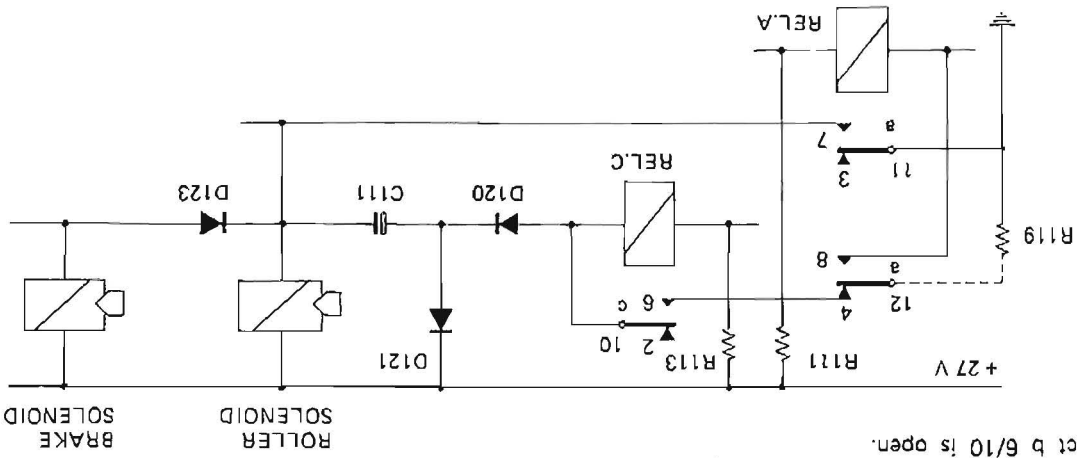 ct b 6/10 is open.
ROLLER
SOLENOID
BRAKE
SOLENOID
+ 27 V
R111
R113
2
10
D121
12
4
6
c
a
8
R119
D120
C111
D123
11
3
REL.C
a
7
REL.A